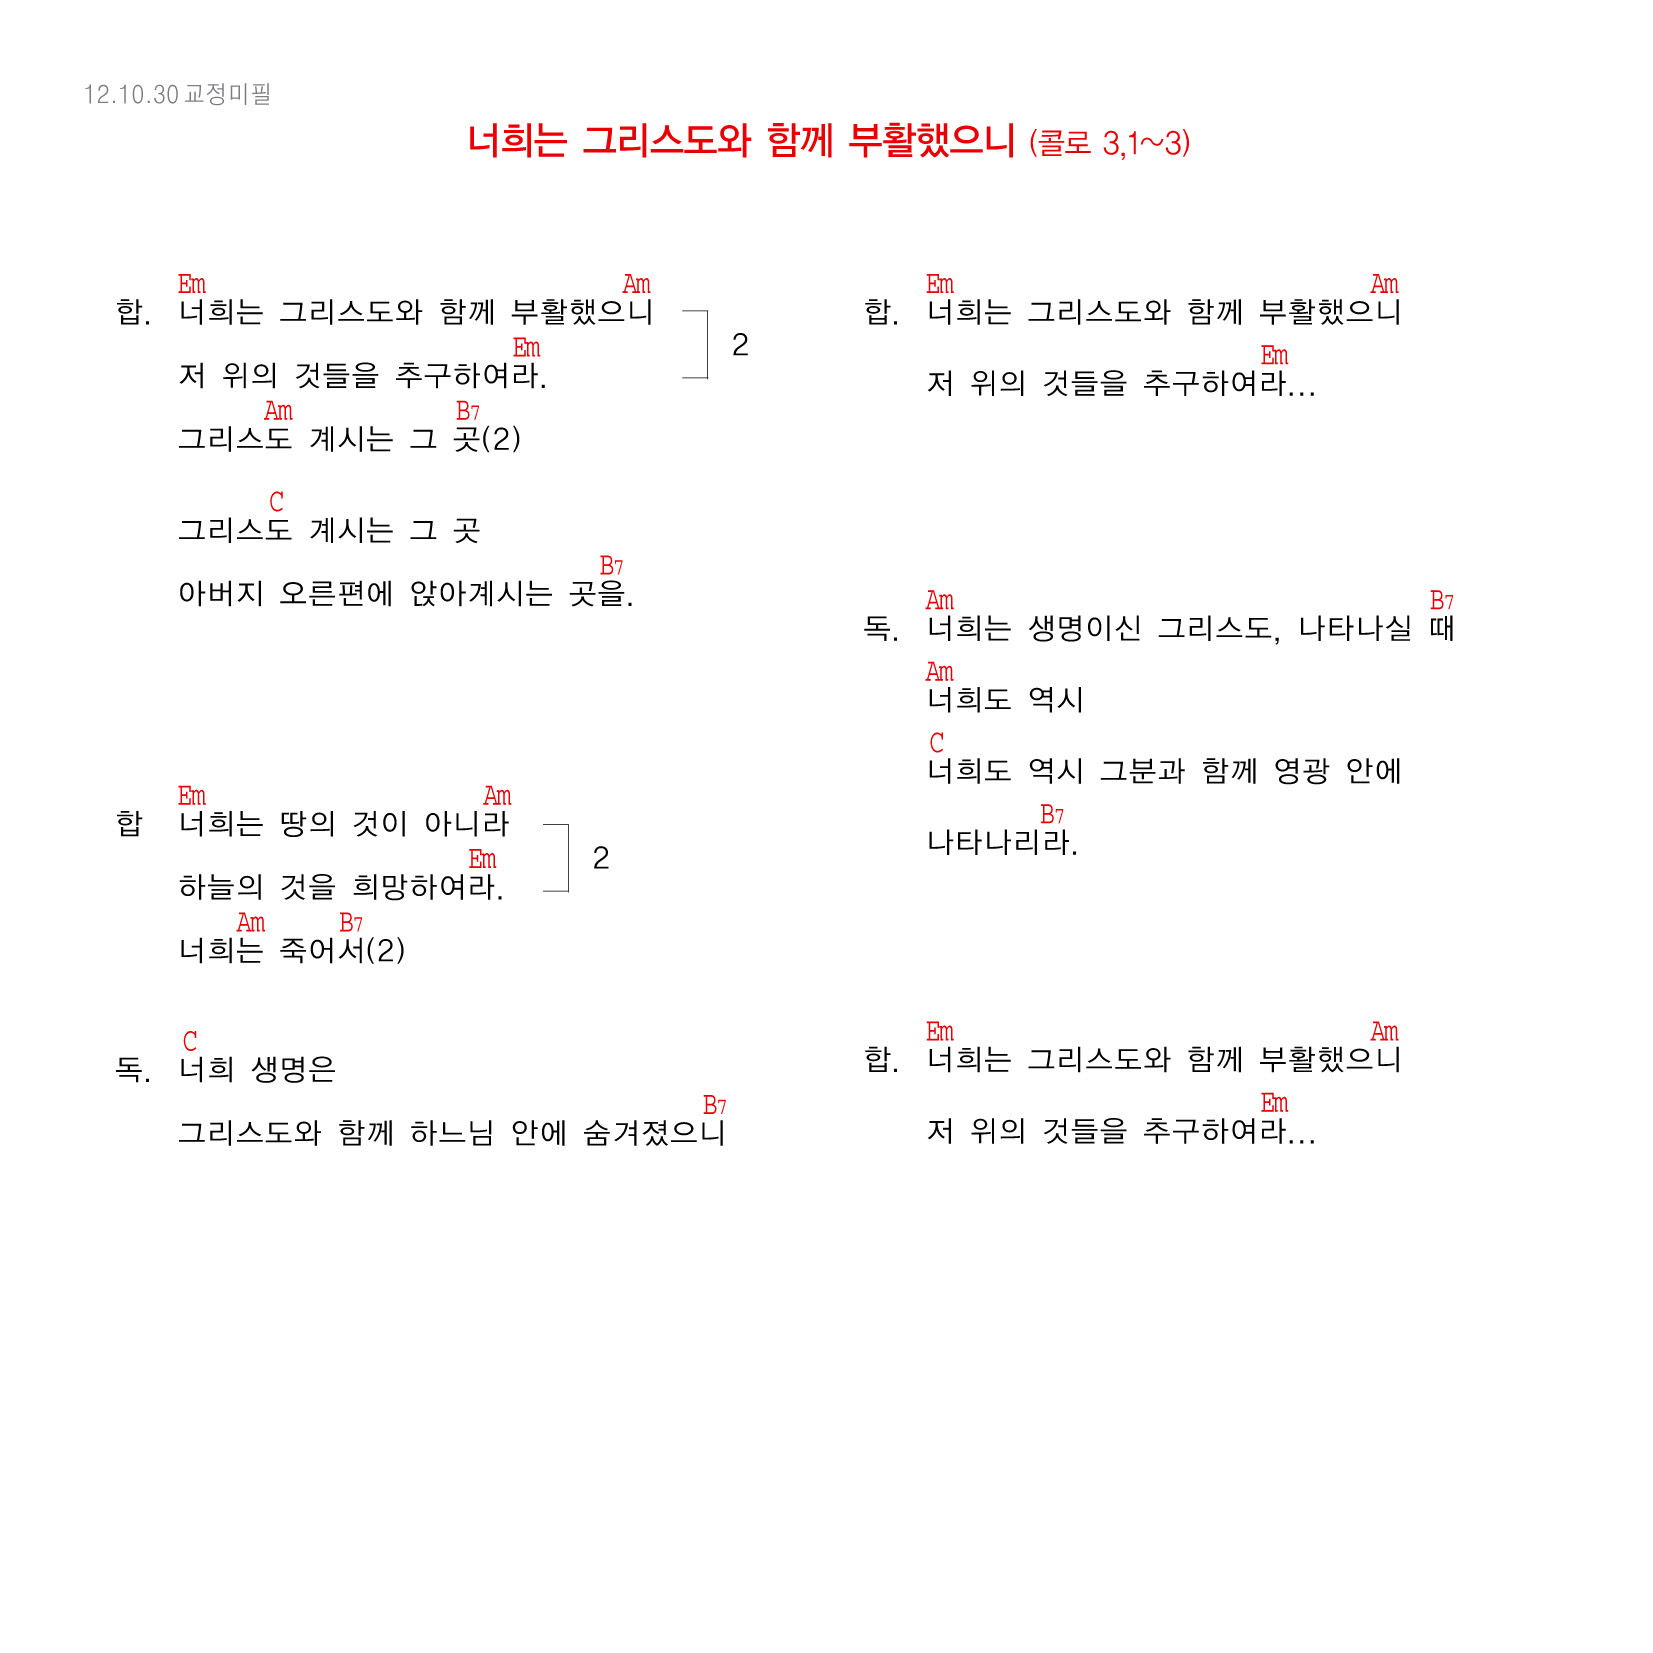 12.10.30 교정미필
너희는 그리스도와 함께 부활했으니 (콜로 3,1~3)
Em Am
합. 너희는 그리스도와 함께 부활했으니
Em
저 위의 것들을 추구하여라.
2
Am B7
그리스도 계시는 그 곳(2)
C
그리스도 계시는 그 곳
B7
아버지 오른편에 앉아계시는 곳을.
Em Am
합 너희는 땅의 것이 아니라
Em
하늘의 것을 희망하여라.
2
Am B7
너희는 죽어서(2)
C
독. 너희 생명은
B7
그리스도와 함께 하느님 안에 숨겨졌으니
Em Am
합. 너희는 그리스도와 함께 부활했으니
Em
저 위의 것들을 추구하여라...
Am B7
독. 너희는 생명이신 그리스도, 나타나실 때
Am
너희도 역시
C
너희도 역시 그분과 함께 영광 안에
B7
나타나리라.
Em Am
합. 너희는 그리스도와 함께 부활했으니
Em
저 위의 것들을 추구하여라...